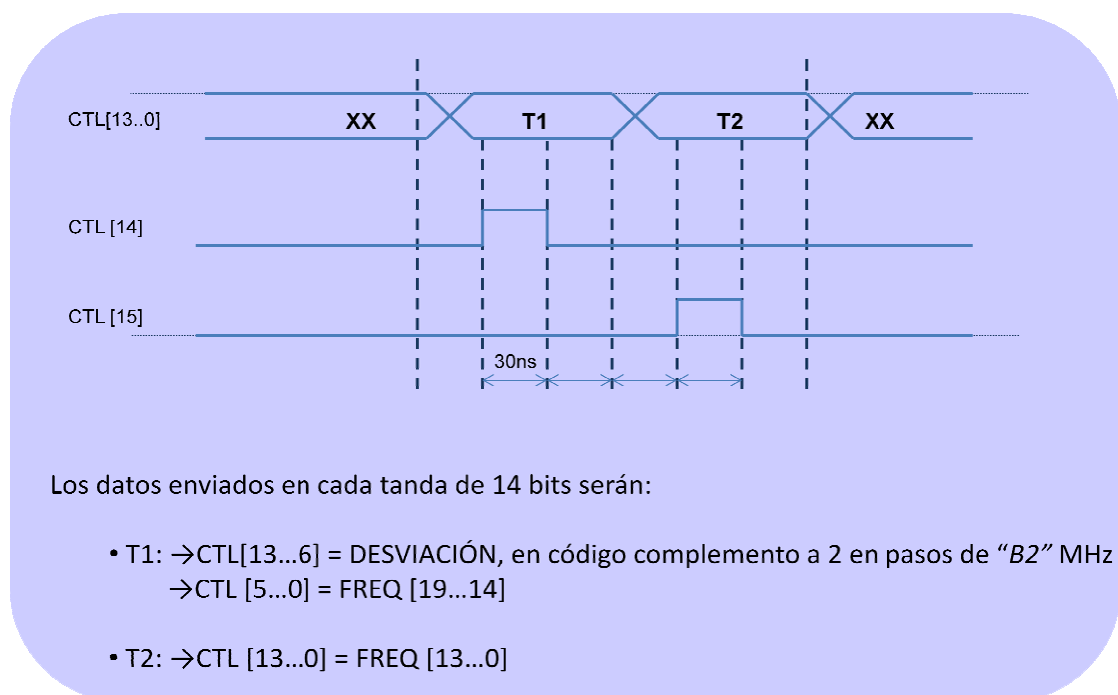 CTL[13..0]
XX T1 T2 XX
CTL [14]
CTL [15]
30ns
Los datos enviados en cada tanda de 14 bits serán:
• T1: →CTL[13…6] = DESVIACIÓN, en código complemento a 2 en pasos de “B2” MHz
→CTL [5…0] = FREQ [19…14]
• T2: →CTL [13…0] = FREQ [13…0]